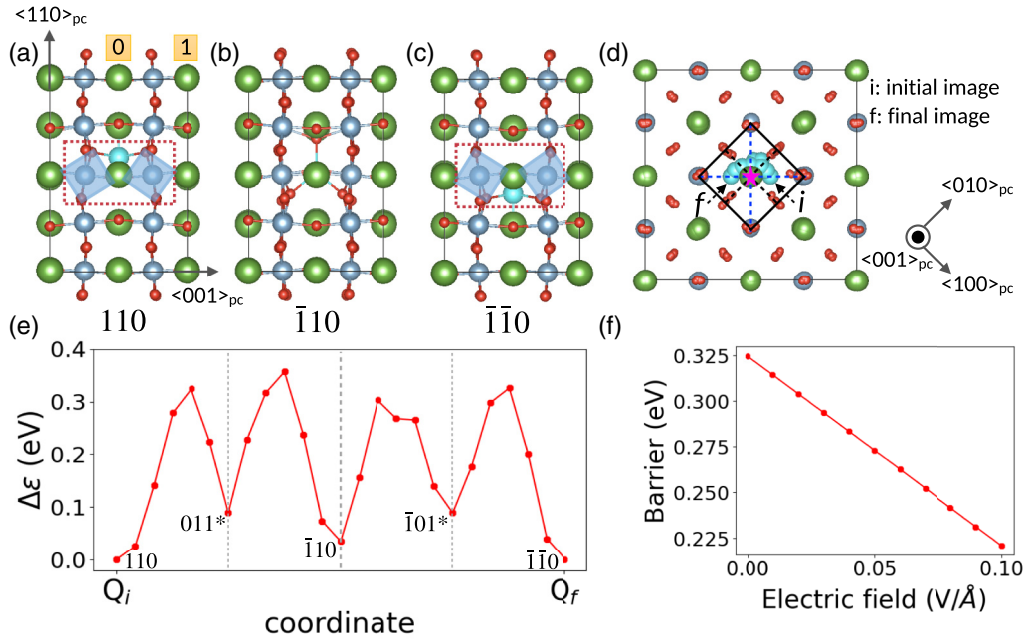 <110>pc
(a) 0 1 (b) (c) (d)
i: initial image
f: final image
f i
<010>pc
<001>pc
<100>pc
<001>pc
110 1̄10 1̄1̄0
(e) (f)
0.4
0.3
0.2
0.1
0.0
Δε (eV)
110
011*
1̄10
1̄01*
1̄1̄0
Qi Qf
coordinate
0.325
0.300
0.275
0.250
0.225
Barrier (eV)
0.00 0.05 0.10
Electric field (V/Å)